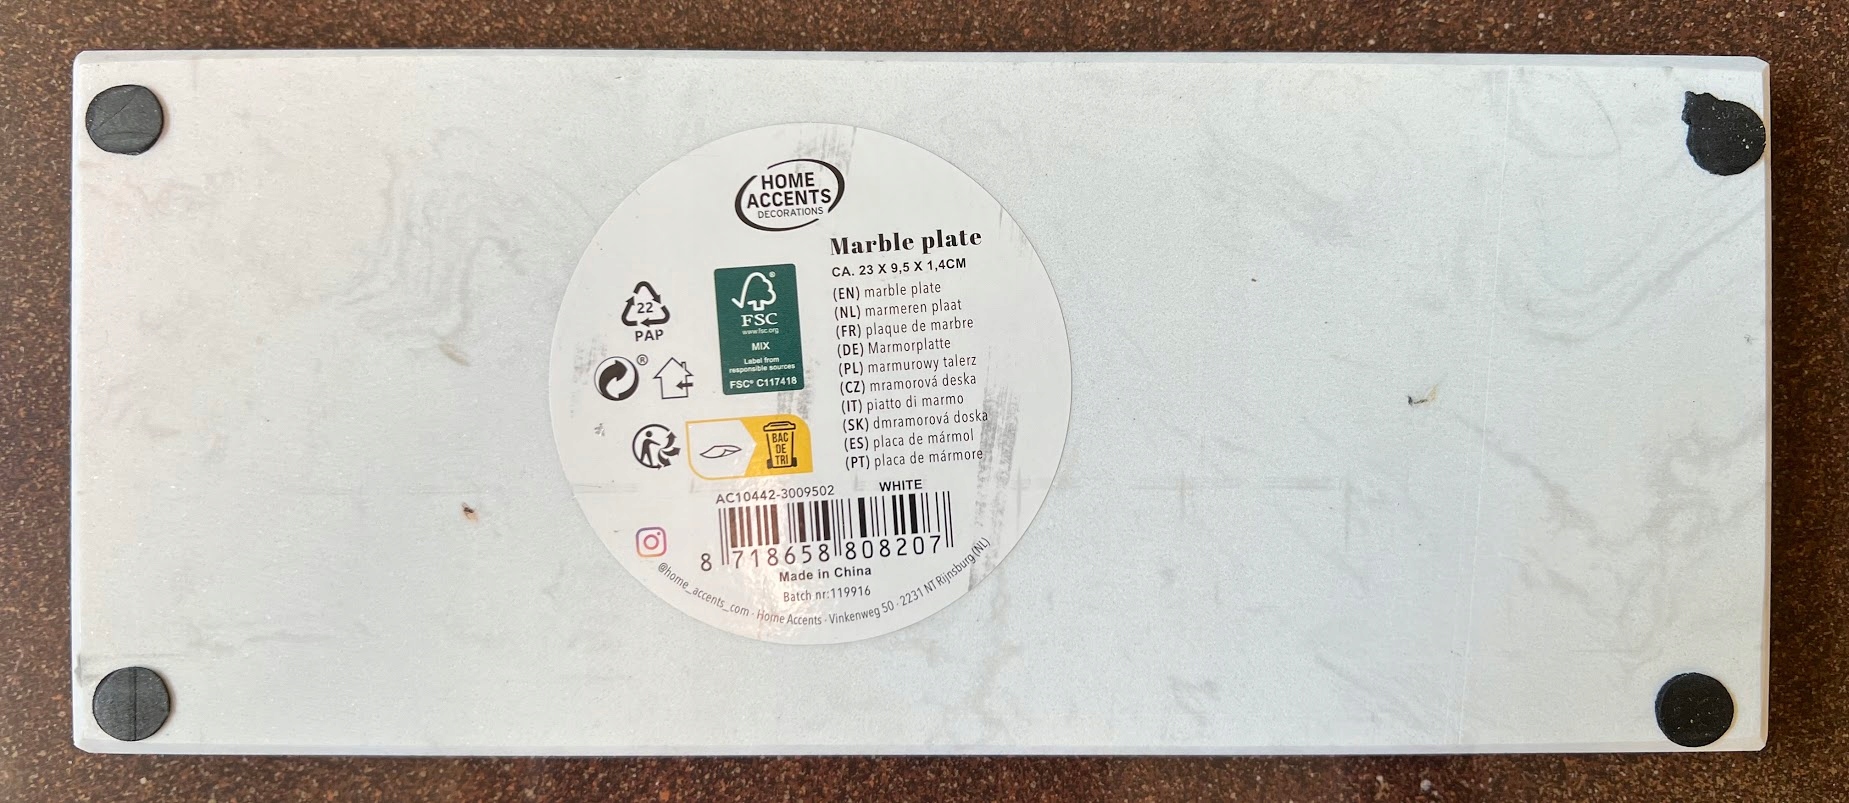 HOME
ACCENTS
DECORATIONS
Marble plate
CA. 23 X 9,5 X 1,4CM
(EN) marble plate
(NL) marmeren plaat
(FR) plaque de marbre
(DE) Marmorplatte
(PL) marmurowy talerz
(CZ) mramorová deska
(IT) piatto di marmo
(SK) dmramorová doska
(ES) placa de mármol
(PT) placa de mármore
22
PAP
®
FSC
www.fsc.org
MIX
Label from
responsible sources
FSC® C117418
®
BAC
DE
TRI
AC10442-3009502 WHITE
8 718658 808207
Made in China
Batch nr:119916
@home_accents_com · Home Accents · Vinkenweg 50 · 2231 NT Rijnsburg (NL)